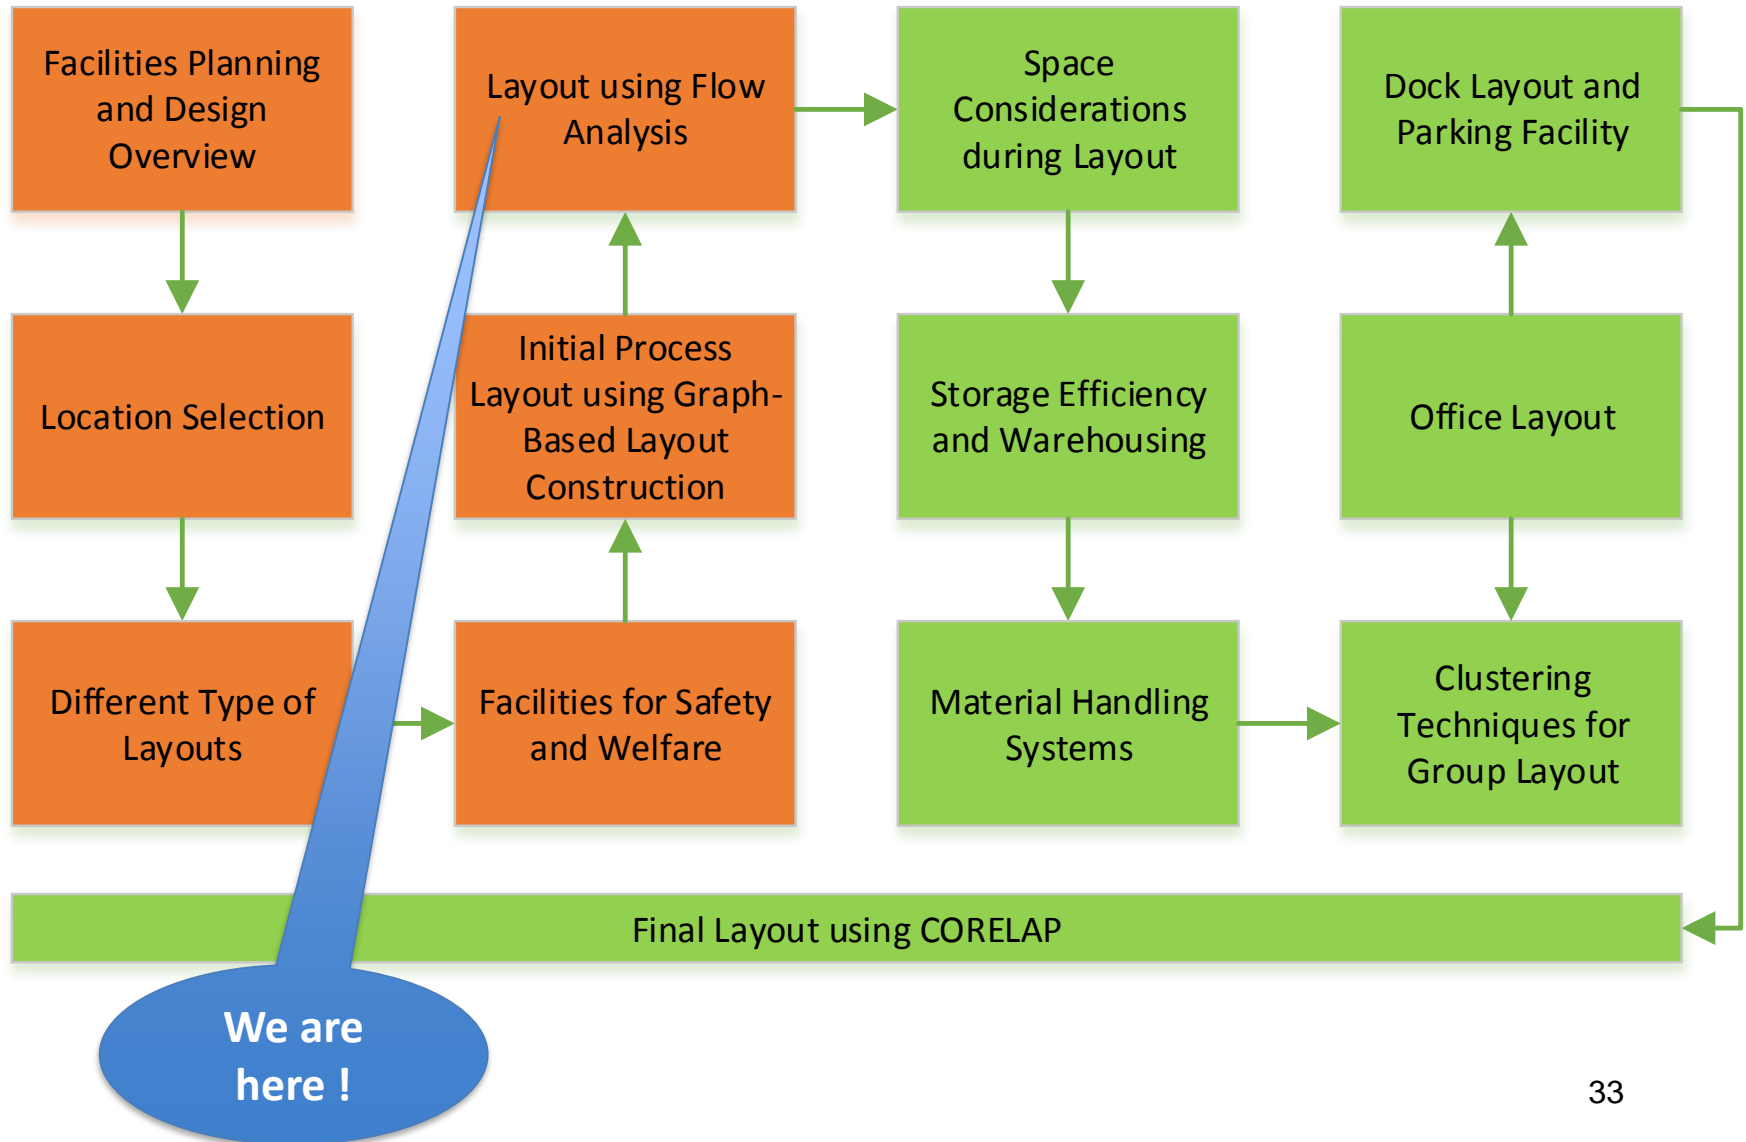 Facilities Planning
and Design
Overview
Layout using Flow
Analysis
Space
Considerations
during Layout
Dock Layout and
Parking Facility
Location Selection
Initial Process
Layout using Graph-
Based Layout
Construction
Storage Efficiency
and Warehousing
Office Layout
Different Type of
Layouts
Facilities for Safety
and Welfare
Material Handling
Systems
Clustering
Techniques for
Group Layout
Final Layout using CORELAP
We are
here !
33